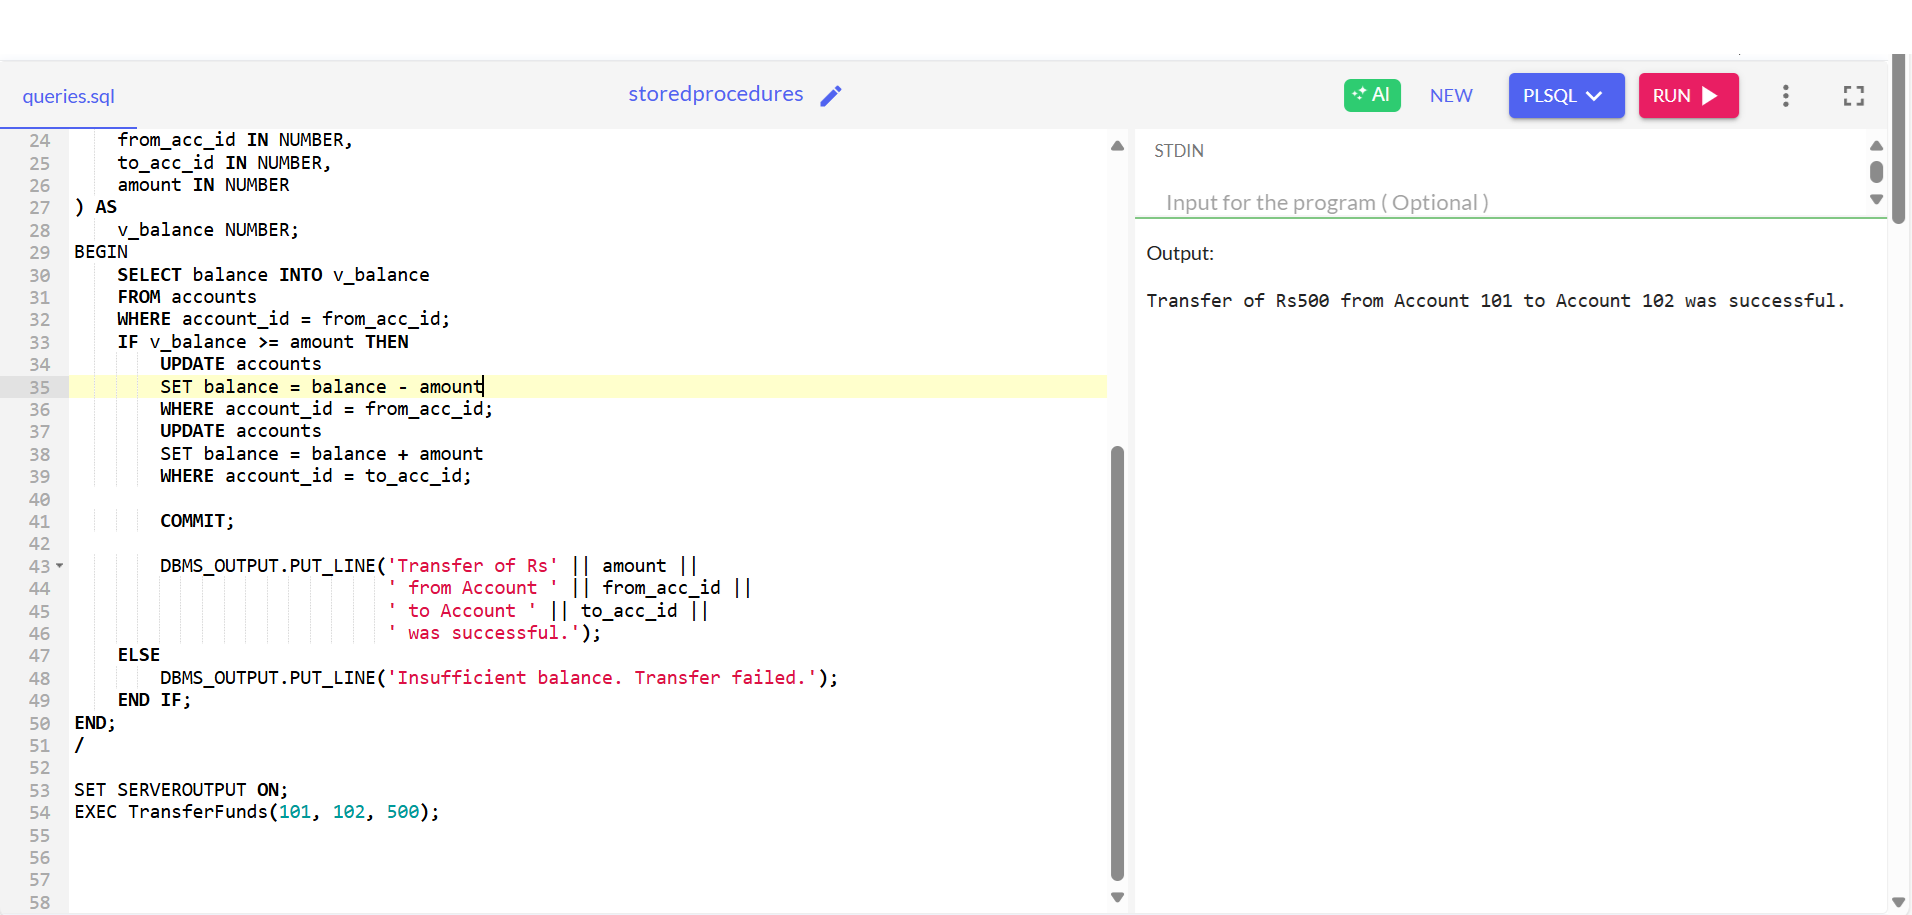 queries.sql
storedprocedures
AI
NEW
PLSQL
RUN
24     from_acc_id IN NUMBER,
25     to_acc_id IN NUMBER,
26     amount IN NUMBER
27 ) AS
28     v_balance NUMBER;
29 BEGIN
30     SELECT balance INTO v_balance
31     FROM accounts
32     WHERE account_id = from_acc_id;
33     IF v_balance >= amount THEN
34         UPDATE accounts
35         SET balance = balance - amount
36         WHERE account_id = from_acc_id;
37         UPDATE accounts
38         SET balance = balance + amount
39         WHERE account_id = to_acc_id;
40
41         COMMIT;
42
43         DBMS_OUTPUT.PUT_LINE('Transfer of Rs' || amount ||
44                              ' from Account ' || from_acc_id ||
45                              ' to Account ' || to_acc_id ||
46                              ' was successful.');
47     ELSE
48         DBMS_OUTPUT.PUT_LINE('Insufficient balance. Transfer failed.');
49     END IF;
50 END;
51 /
52
53 SET SERVEROUTPUT ON;
54 EXEC TransferFunds(101, 102, 500);
55
56
57
58
STDIN
Input for the program ( Optional )
Output:
Transfer of Rs500 from Account 101 to Account 102 was successful.